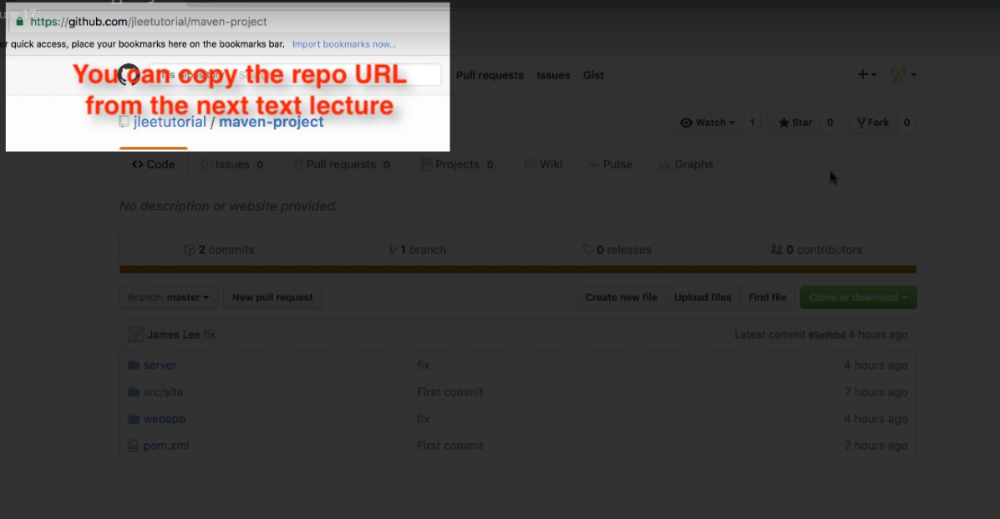 ure 17
https://github.com/jleetutorial/maven-project
or quick access, place your bookmarks here on the bookmarks bar. Import bookmarks now...
You can copy the repo URL
from the next text lecture
This repository Search
Pull requests Issues Gist
jleetutorial / maven-project
Watch 1 Star 0 Fork 0
Code Issues 0 Pull requests 0 Projects 0 Wiki Pulse Graphs
No description or website provided.
2 commits 1 branch 0 releases 0 contributors
Branch: master New pull request Create new file Upload files Find file Clone or download
James Lee fix Latest commit 05e9bbd 4 hours ago
server fix 4 hours ago
src/site First commit 7 hours ago
webapp fix 4 hours ago
pom.xml First commit 7 hours ago